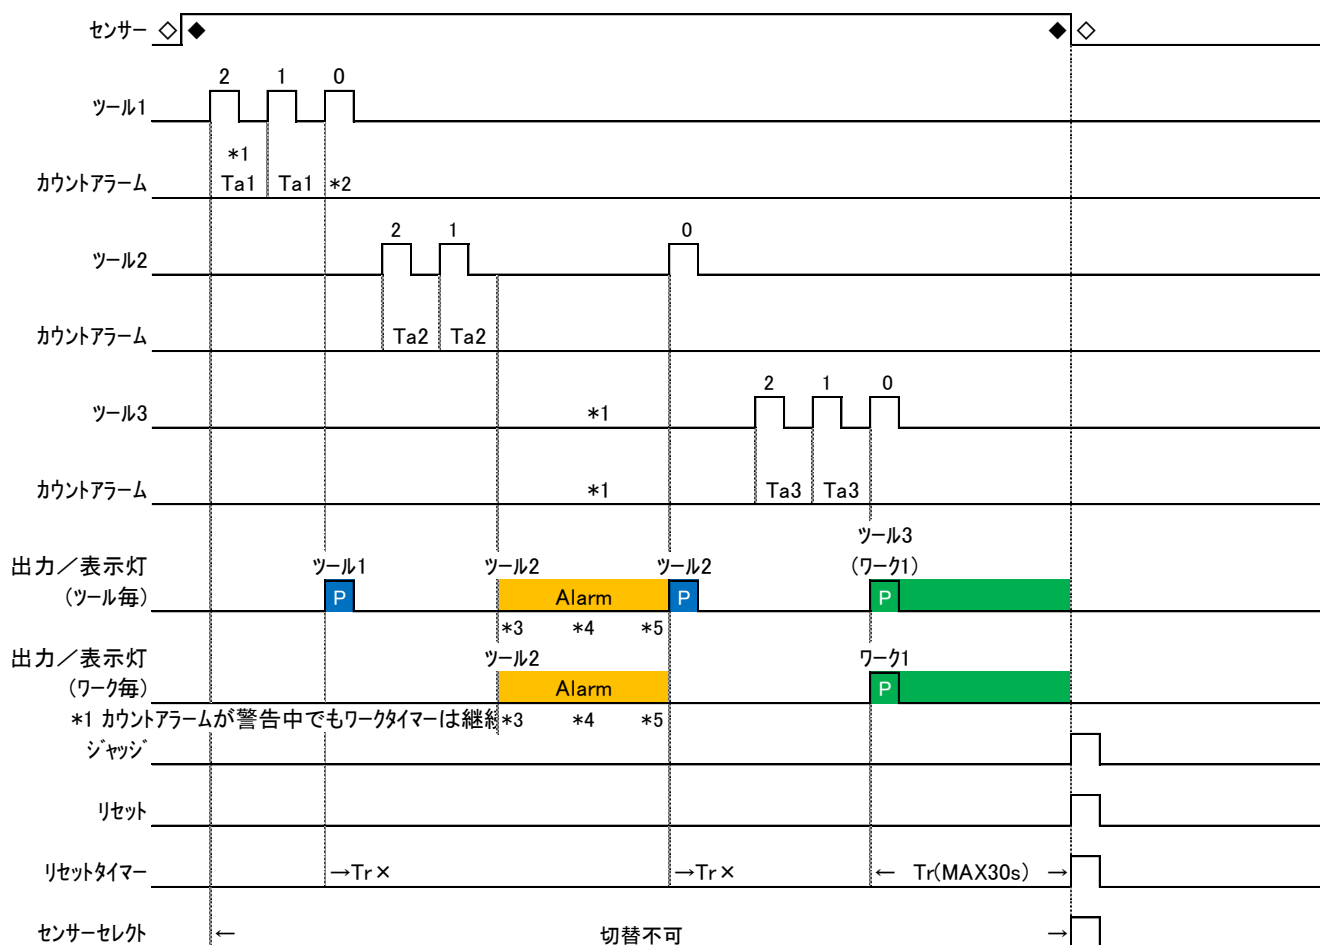 センサー ◇ ◆ ◆ ◇
2 1 0
ツール1
*1
カウントアラーム Ta1 Ta1 *2
2 1 0
ツール2
カウントアラーム Ta2 Ta2
2 1 0
ツール3 *1
カウントアラーム *1 Ta3 Ta3
ツール3
出力/表示灯 ツール1 ツール2 ツール2 (ワーク1)
(ツール毎) P Alarm P P
*3 *4 *5
出力/表示灯 ツール2 ワーク1
(ワーク毎) Alarm P
*1 カウントアラームが警告中でもワークタイマーは継続 *3 *4 *5
ジャッジ
リセット
リセットタイマー →Tr× →Tr× ← Tr(MAX30s) →
センサーセレクト ← 切替不可 →